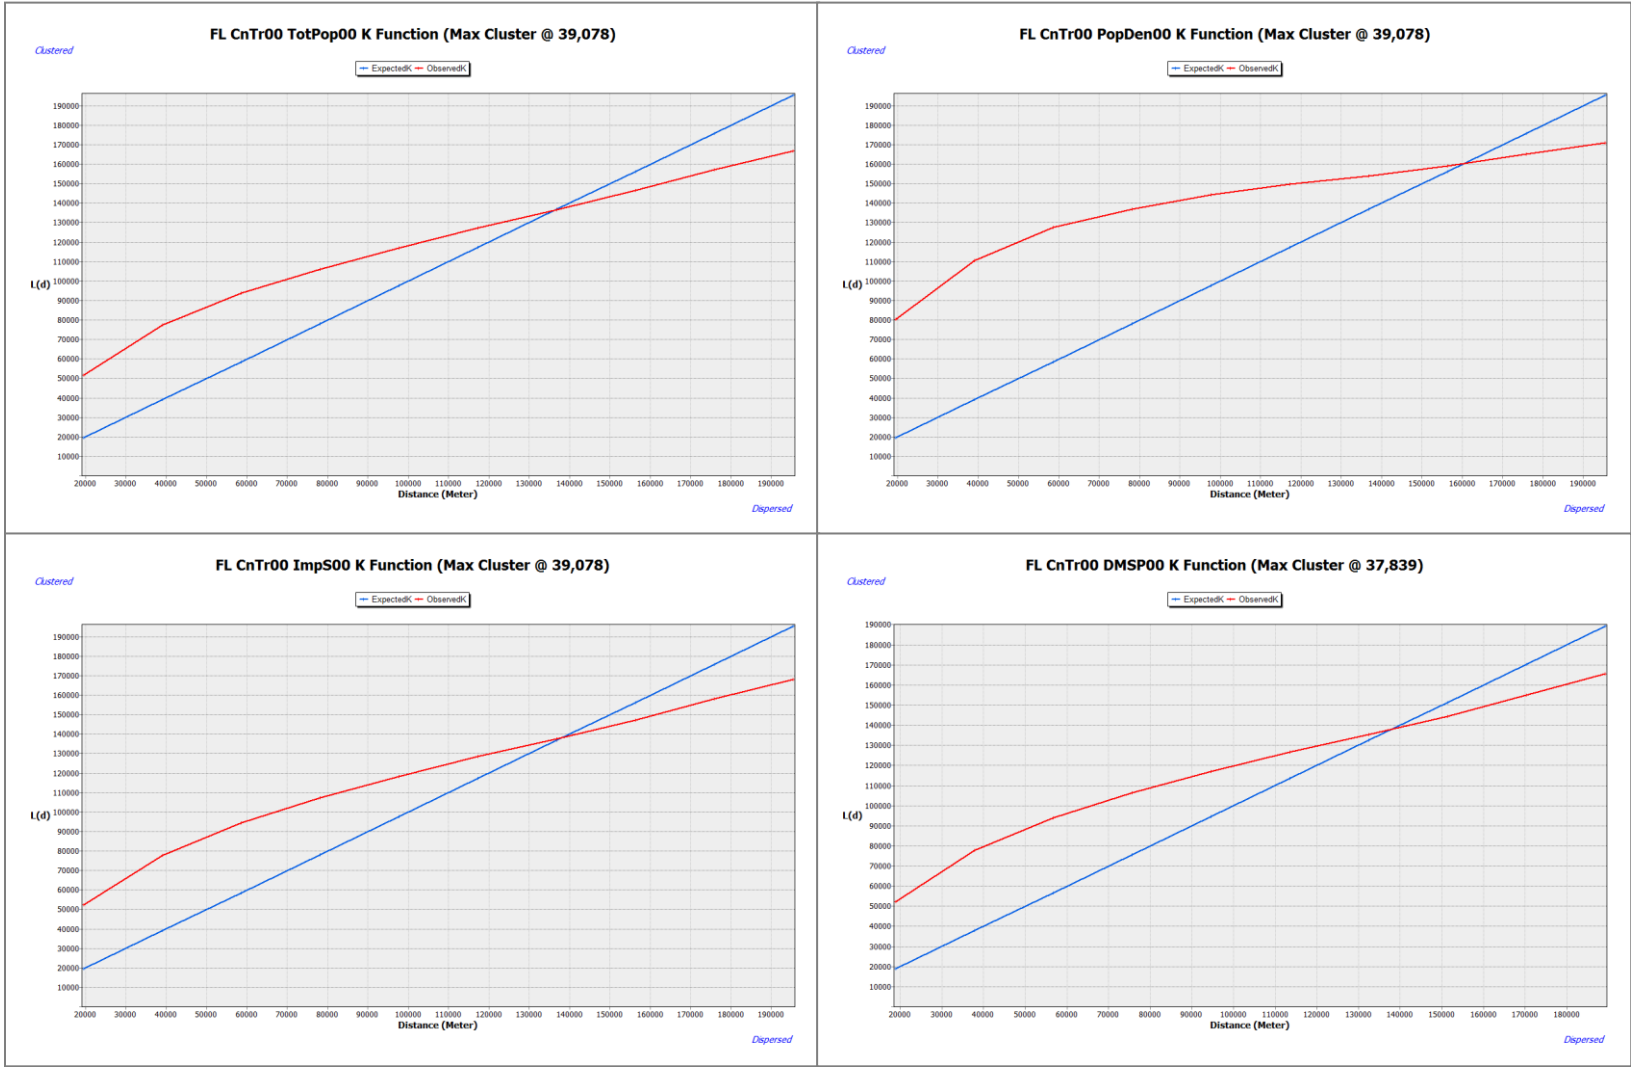 FL CnTr00 TotPop00 K Function (Max Cluster @ 39,078)
Clustered
ExpectedK ObservedK
190000
180000
170000
160000
150000
140000
130000
120000
110000
L(d) 100000
90000
80000
70000
60000
50000
40000
30000
20000
10000
20000 30000 40000 50000 60000 70000 80000 90000 100000 110000 120000 130000 140000 150000 160000 170000 180000 190000
Distance (Meter)
Dispersed
FL CnTr00 PopDen00 K Function (Max Cluster @ 39,078)
Clustered
ExpectedK ObservedK
190000
180000
170000
160000
150000
140000
130000
120000
110000
L(d) 100000
90000
80000
70000
60000
50000
40000
30000
20000
10000
20000 30000 40000 50000 60000 70000 80000 90000 100000 110000 120000 130000 140000 150000 160000 170000 180000 190000
Distance (Meter)
Dispersed
FL CnTr00 ImpS00 K Function (Max Cluster @ 39,078)
Clustered
ExpectedK ObservedK
190000
180000
170000
160000
150000
140000
130000
120000
110000
L(d) 100000
90000
80000
70000
60000
50000
40000
30000
20000
10000
20000 30000 40000 50000 60000 70000 80000 90000 100000 110000 120000 130000 140000 150000 160000 170000 180000 190000
Distance (Meter)
Dispersed
FL CnTr00 DMSP00 K Function (Max Cluster @ 37,839)
Clustered
ExpectedK ObservedK
190000
180000
170000
160000
150000
140000
130000
120000
110000
100000
L(d)
90000
80000
70000
60000
50000
40000
30000
20000
10000
20000 30000 40000 50000 60000 70000 80000 90000 100000 110000 120000 130000 140000 150000 160000 170000 180000
Distance (Meter)
Dispersed